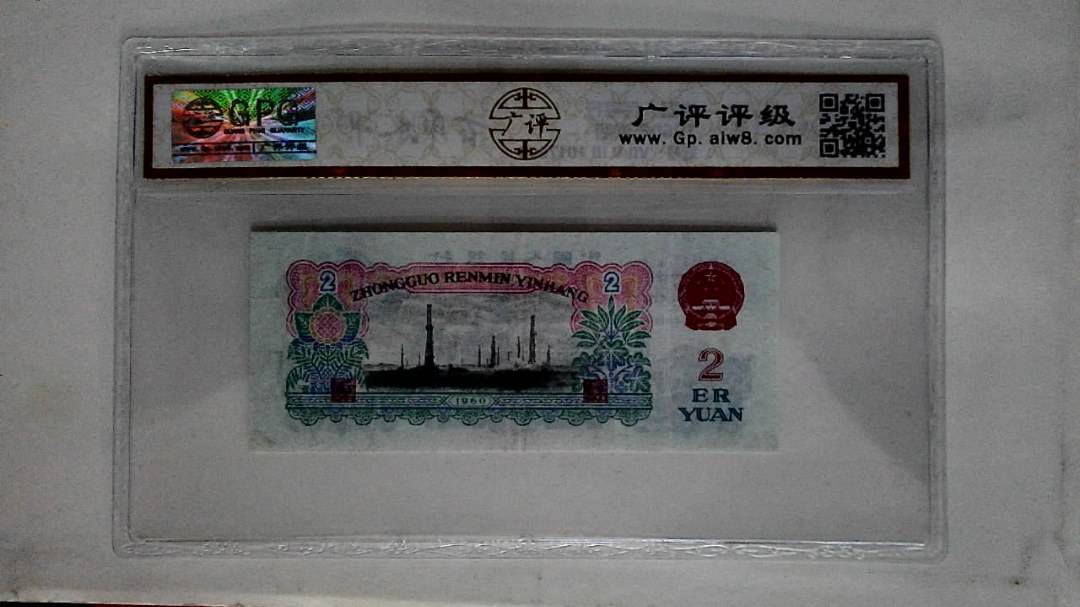 GPG
广评
广评评级
www. Gp. alw8. com
2
ZHONGGUO RENMIN YINHANG
2
1960
2
ER
YUAN